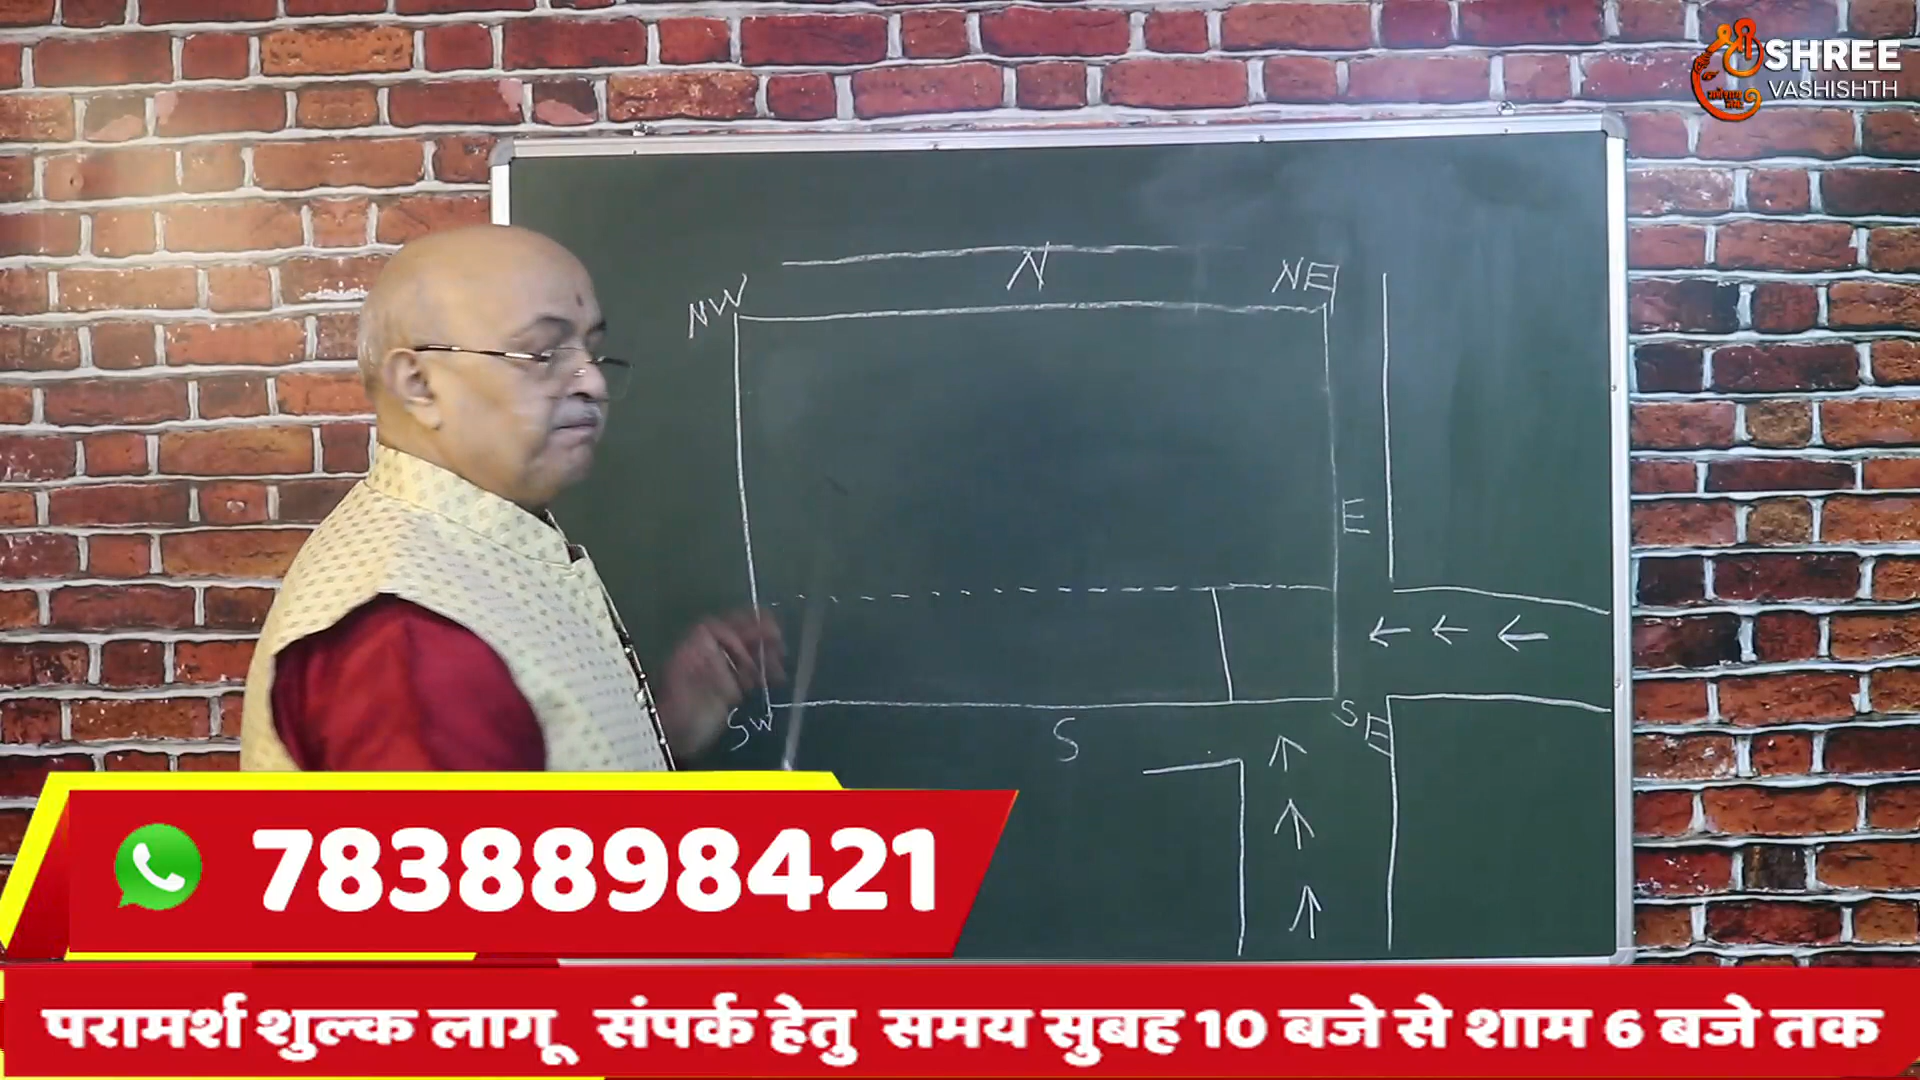 श्री SHREE
VASHISHTH
N
NE
NW
E
SW
S
SE
7838898421
परामर्श शुल्क लागू संपर्क हेतु समय सुबह 10 बजे से शाम 6 बजे तक